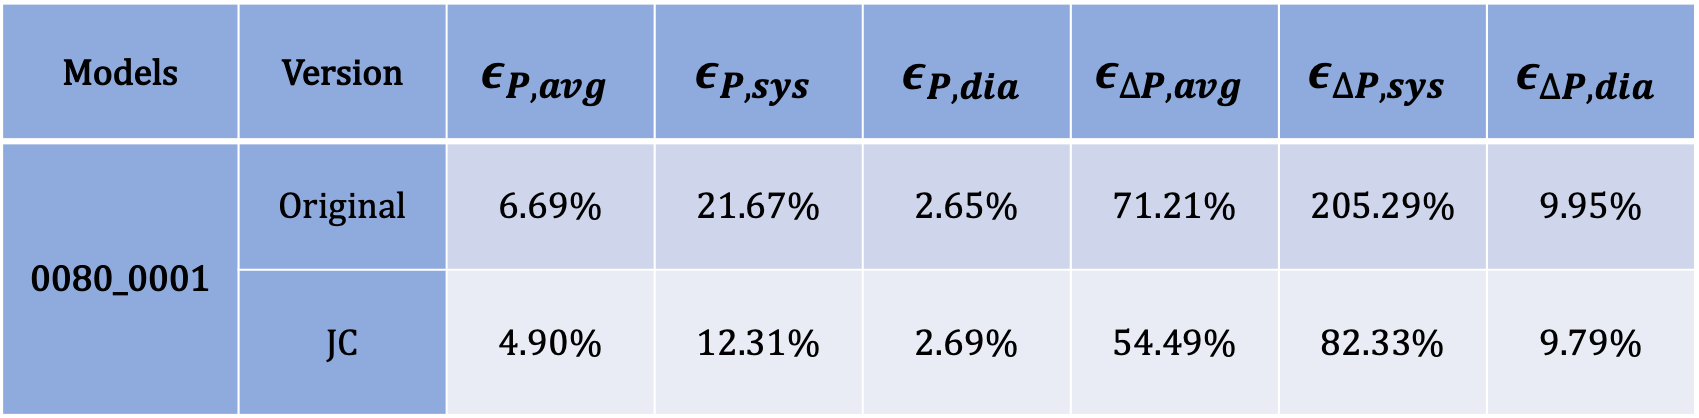 Models Version ϵP,avg ϵP,sys ϵP,dia ϵΔP,avg ϵΔP,sys ϵΔP,dia
0080_0001
Original 6.69% 21.67% 2.65% 71.21% 205.29% 9.95%
JC 4.90% 12.31% 2.69% 54.49% 82.33% 9.79%